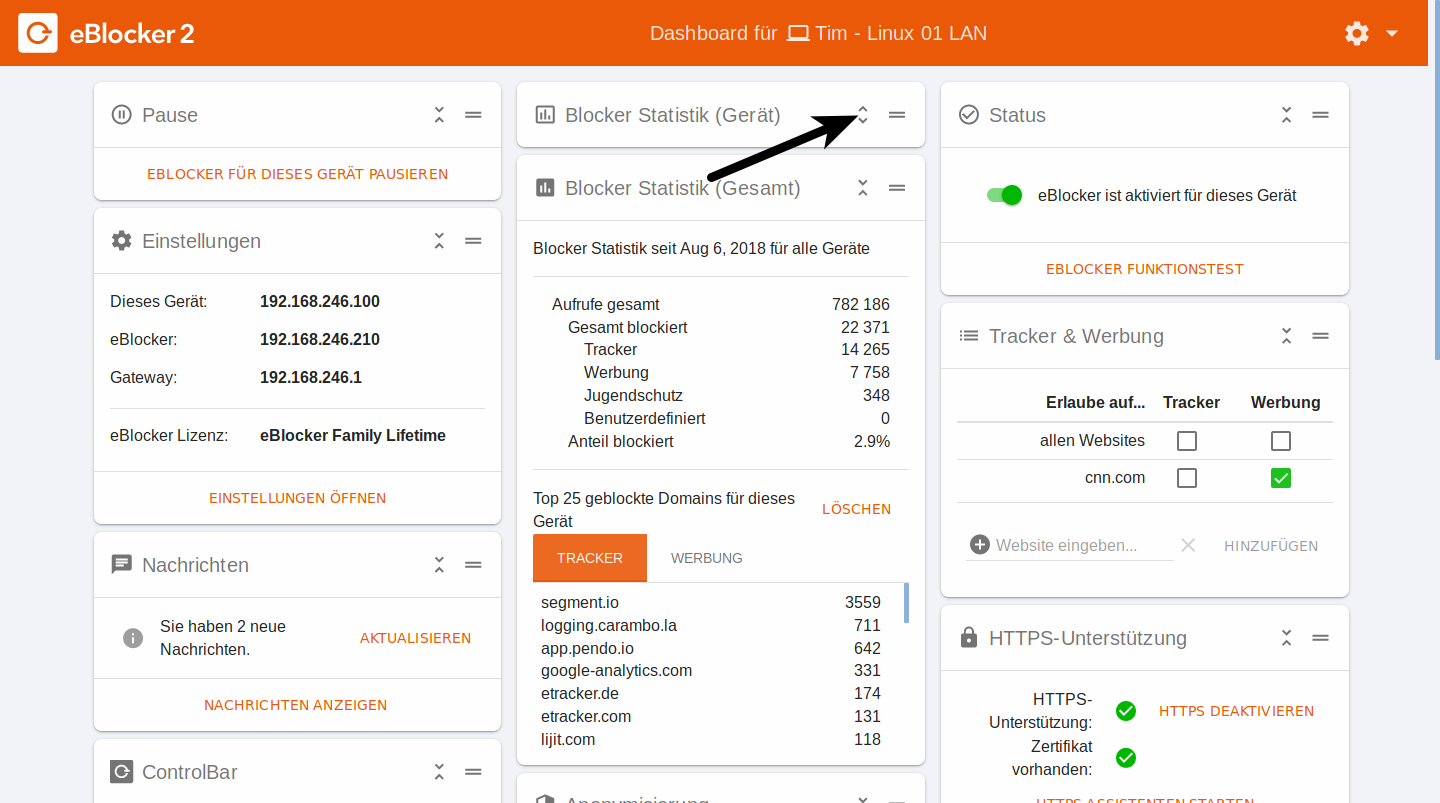 eBlocker 2
Dashboard für Tim - Linux 01 LAN
Pause
EBLOCKER FÜR DIESES GERÄT PAUSIEREN
Einstellungen
Dieses Gerät: 192.168.246.100
eBlocker: 192.168.246.210
Gateway: 192.168.246.1
eBlocker Lizenz: eBlocker Family Lifetime
EINSTELLUNGEN ÖFFNEN
Nachrichten
Sie haben 2 neue
Nachrichten.
AKTUALISIEREN
NACHRICHTEN ANZEIGEN
ControlBar
Blocker Statistik (Gerät)
Blocker Statistik (Gesamt)
Blocker Statistik seit Aug 6, 2018 für alle Geräte
Aufrufe gesamt 782 186
Gesamt blockiert 22 371
Tracker 14 265
Werbung 7 758
Jugendschutz 348
Benutzerdefiniert 0
Anteil blockiert 2.9%
Top 25 geblockte Domains für dieses
Gerät
LÖSCHEN
TRACKER WERBUNG
segment.io 3559
logging.carambo.la 711
app.pendo.io 642
google-analytics.com 331
etracker.de 174
etracker.com 131
lijit.com 118
Anonymisierung
Status
eBlocker ist aktiviert für dieses Gerät
EBLOCKER FUNKTIONSTEST
Tracker & Werbung
Erlaube auf... Tracker Werbung
allen Websites
cnn.com
Website eingeben... HINZUFÜGEN
HTTPS-Unterstützung
HTTPS-
Unterstützung:
HTTPS DEAKTIVIEREN
Zertifikat
vorhanden:
HTTPS ASSISTENTEN STARTEN